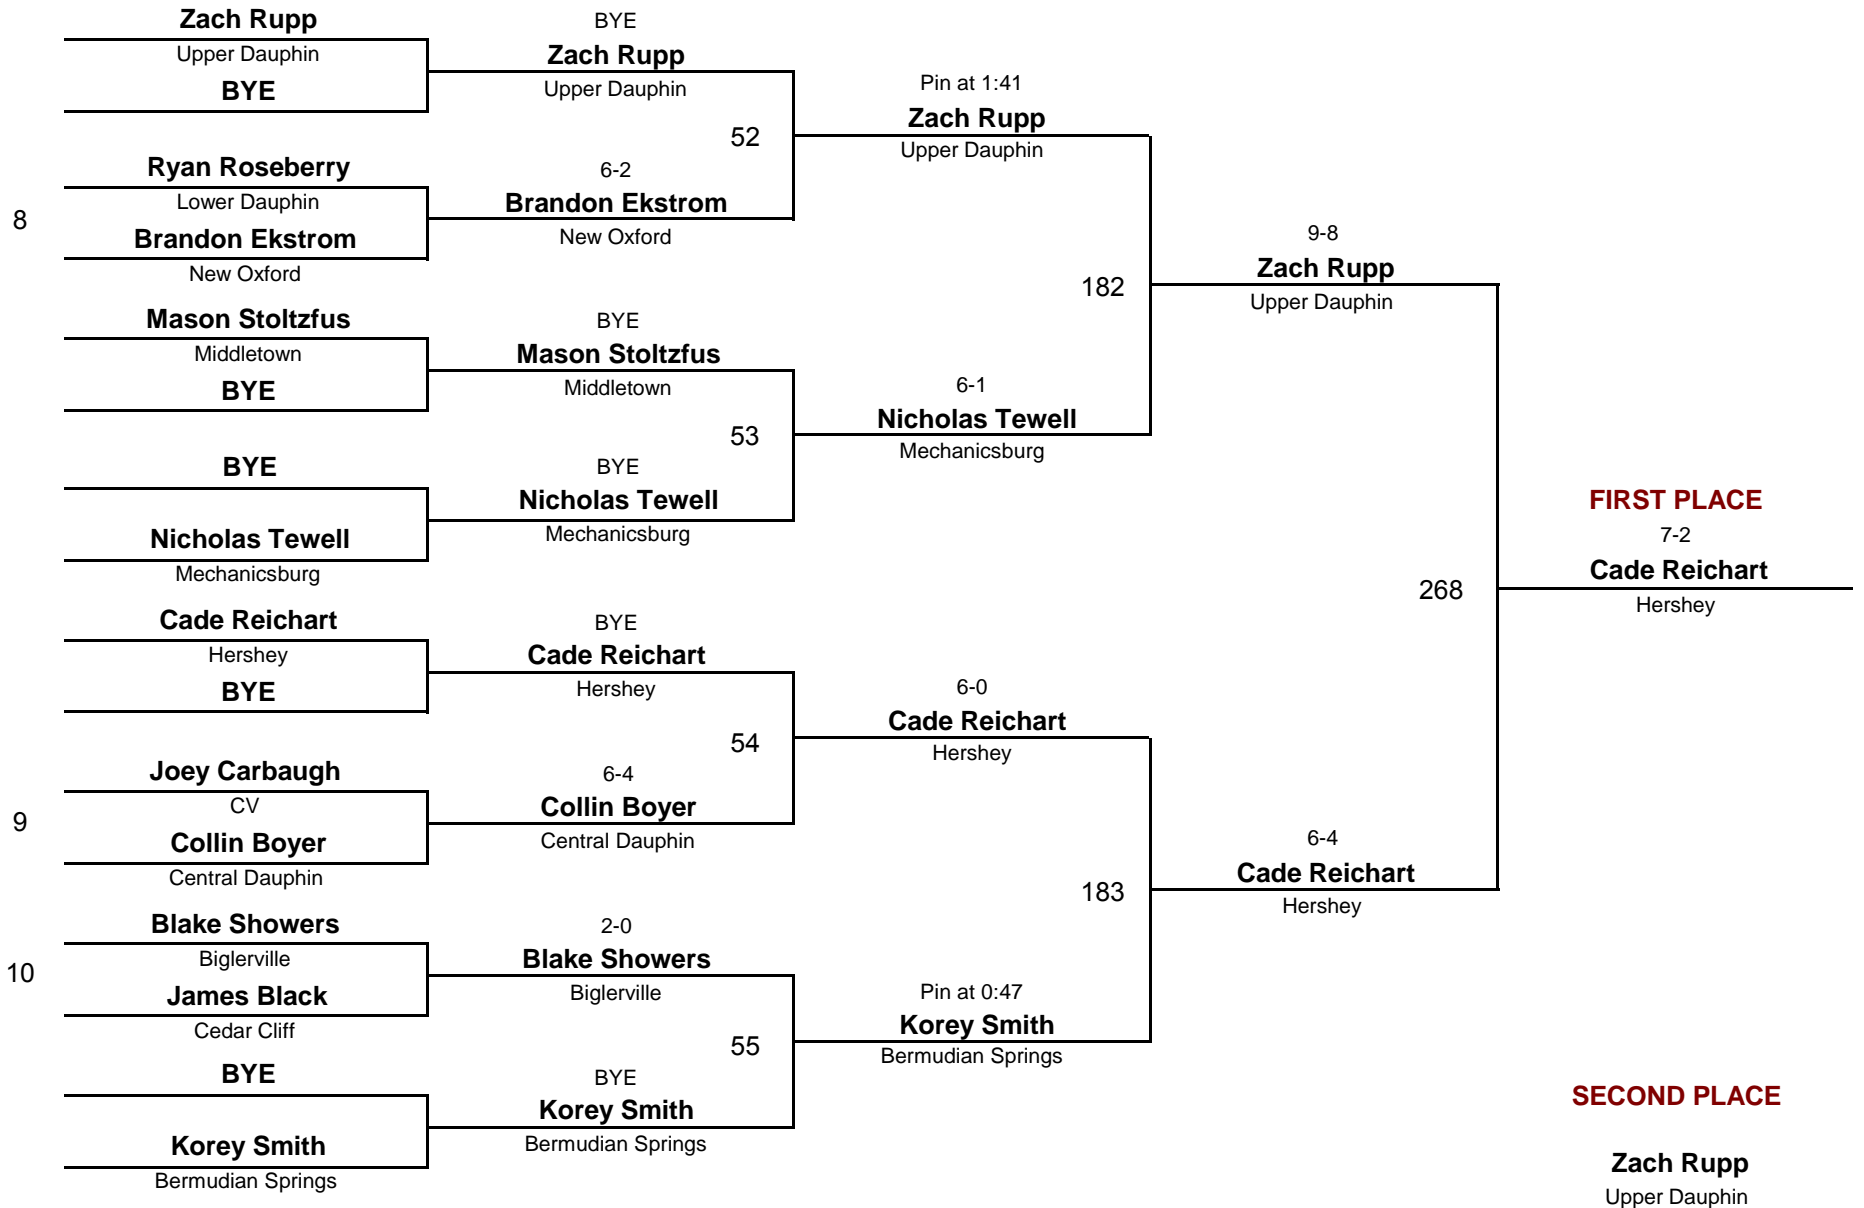 Zach Rupp
Upper Dauphin
BYE
8
Ryan Roseberry
Lower Dauphin
Brandon Ekstrom
New Oxford
Mason Stoltzfus
Middletown
BYE
BYE
Nicholas Tewell
Mechanicsburg
Cade Reichart
Hershey
BYE
9
Joey Carbaugh
CV
Collin Boyer
Central Dauphin
10
Blake Showers
Biglerville
James Black
Cedar Cliff
BYE
Korey Smith
Bermudian Springs
BYE
Zach Rupp
Upper Dauphin
52
6-2
Brandon Ekstrom
New Oxford
BYE
Mason Stoltzfus
Middletown
53
BYE
Nicholas Tewell
Mechanicsburg
BYE
Cade Reichart
Hershey
54
6-4
Collin Boyer
Central Dauphin
2-0
Blake Showers
Biglerville
55
BYE
Korey Smith
Bermudian Springs
Pin at 1:41
Zach Rupp
Upper Dauphin
182
6-1
Nicholas Tewell
Mechanicsburg
6-0
Cade Reichart
Hershey
183
Pin at 0:47
Korey Smith
Bermudian Springs
9-8
Zach Rupp
Upper Dauphin
268
6-4
Cade Reichart
Hershey
FIRST PLACE
7-2
Cade Reichart
Hershey
SECOND PLACE
Zach Rupp
Upper Dauphin